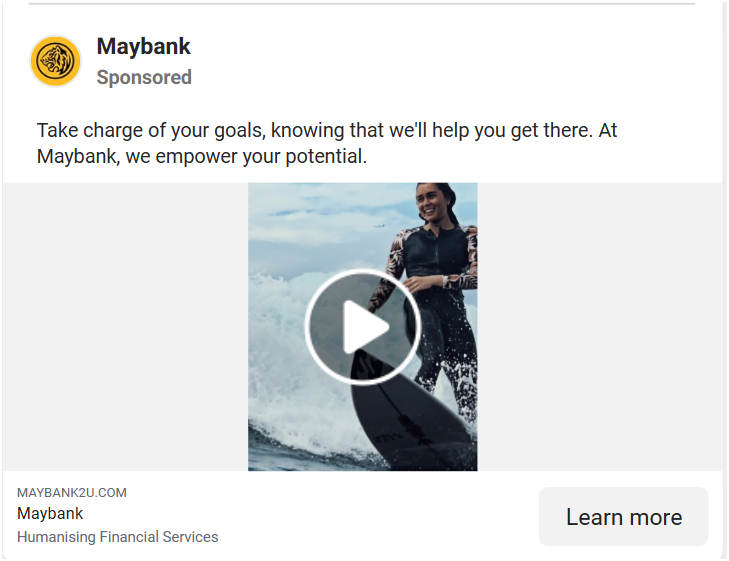 Maybank
Sponsored
Take charge of your goals, knowing that we'll help you get there. At
Maybank, we empower your potential.
MAYBANK2U.COM
Maybank
Humanising Financial Services
Learn more